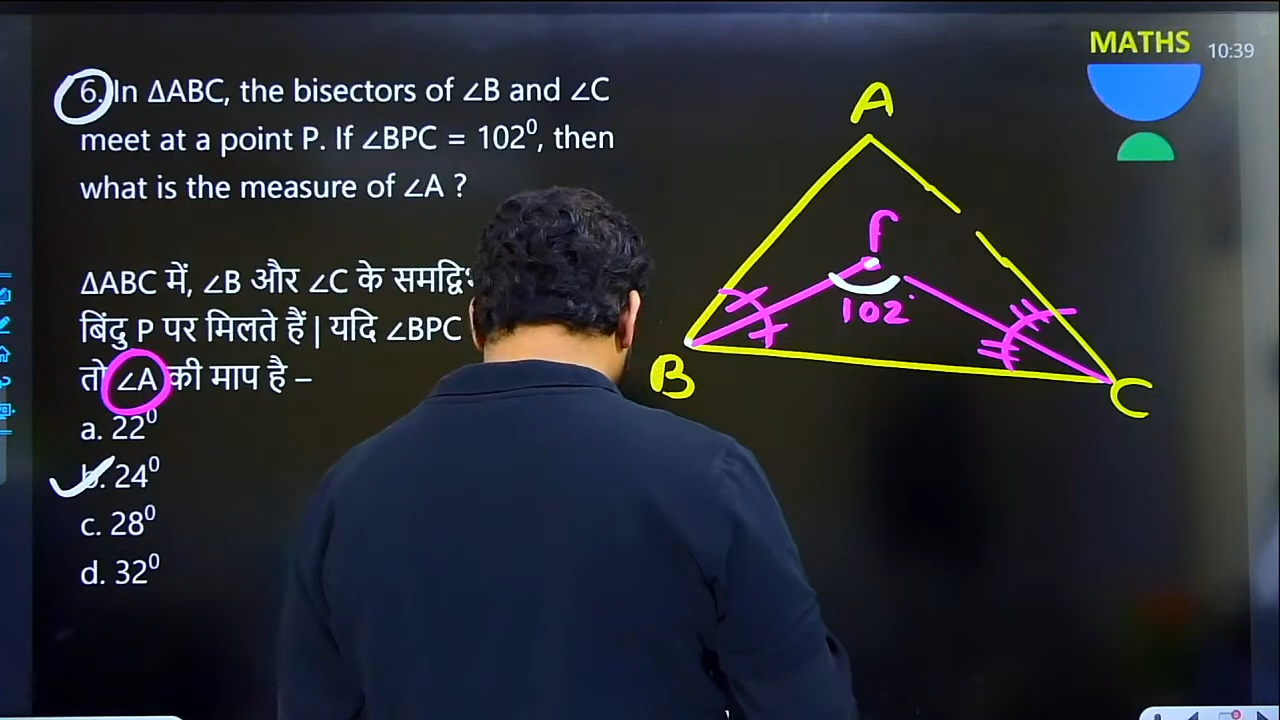 MATHS
10:39
6. In ΔABC, the bisectors of ∠B and ∠C
meet at a point P. If ∠BPC = 102⁰, then
what is the measure of ∠A ?
ΔABC में, ∠B और ∠C के
बिंदु P पर मिलते हैं | यदि ∠BPC
तो ∠A की माप है –
a. 22⁰
b. 24⁰
c. 28⁰
d. 32⁰
A
P
102°
B
C